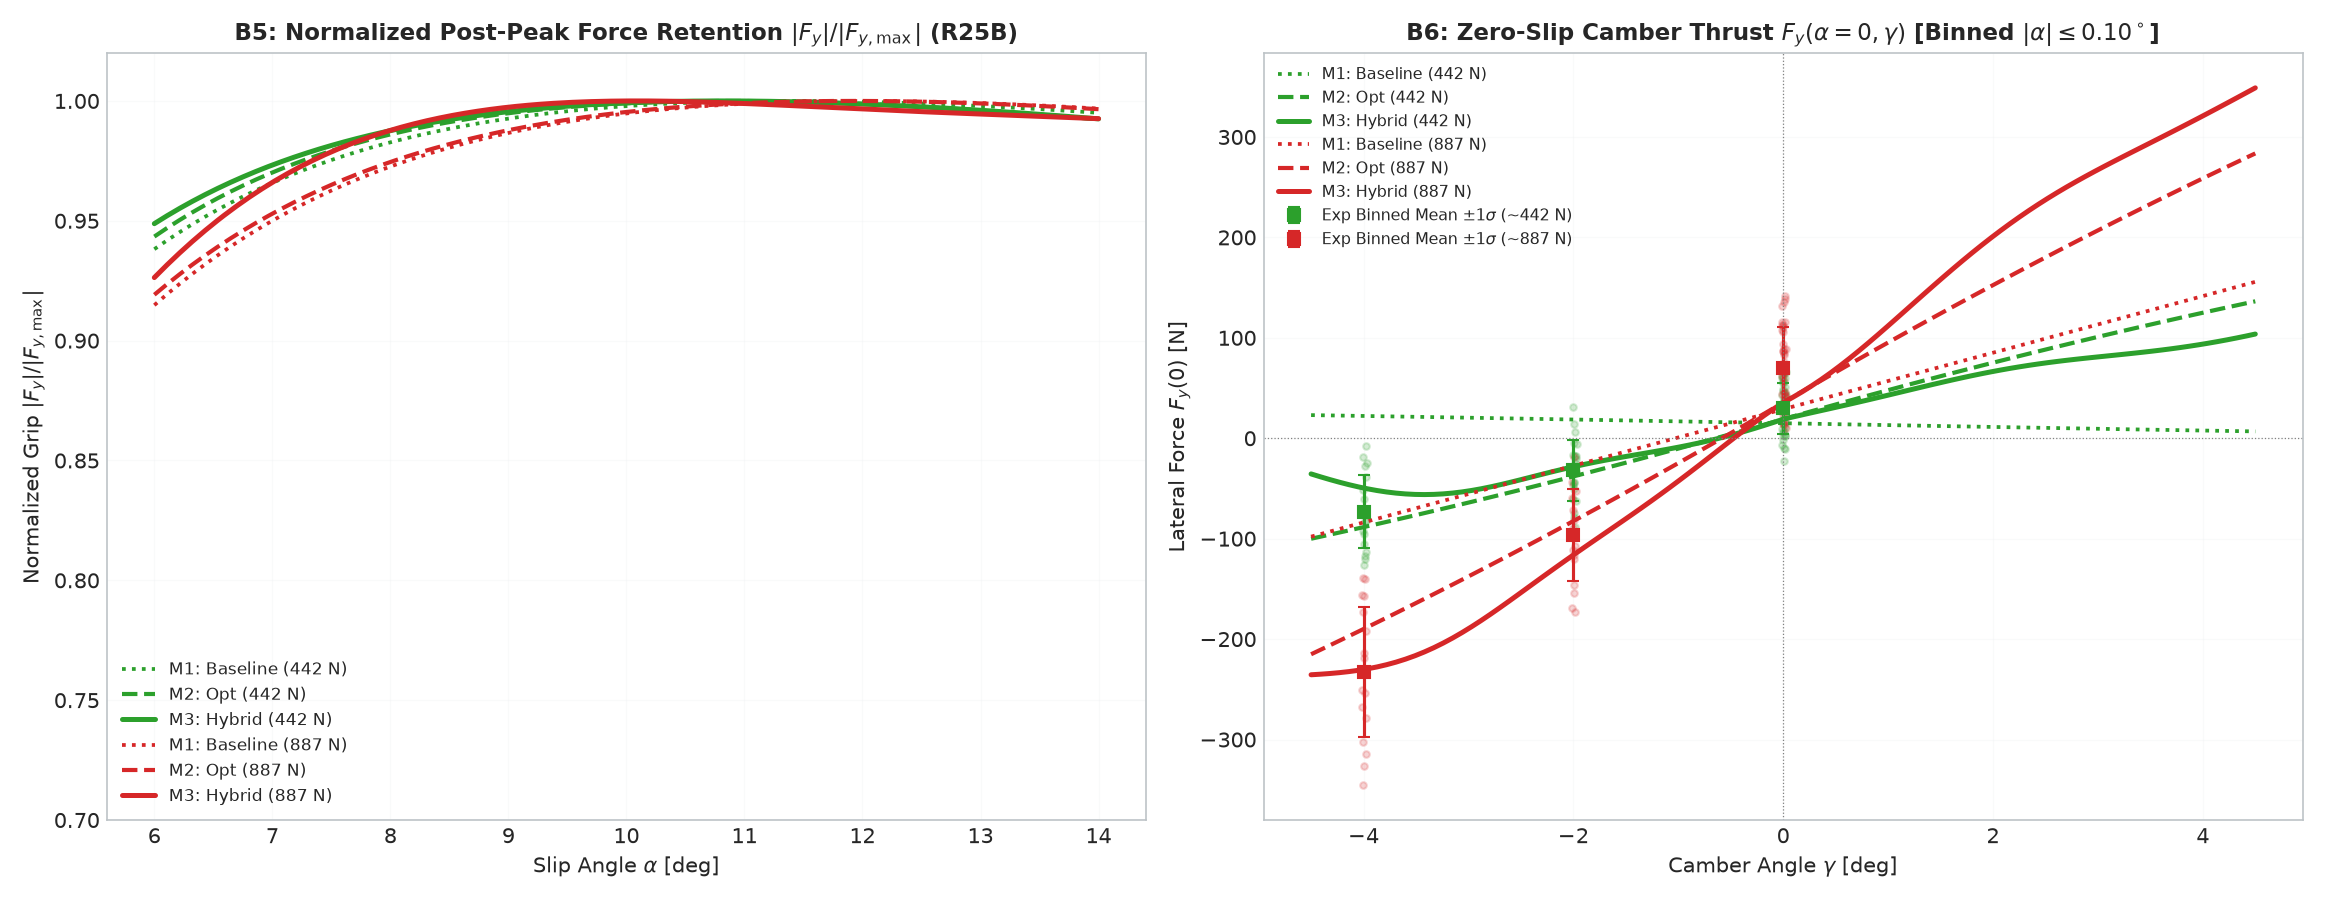 B5: Normalized Post-Peak Force Retention |Fy|/|Fy,max| (R25B)
Normalized Grip |Fy|/|Fy,max|
1.00
0.95
0.90
0.85
0.80
0.75
0.70
M1: Baseline (442 N)
M2: Opt (442 N)
M3: Hybrid (442 N)
M1: Baseline (887 N)
M2: Opt (887 N)
M3: Hybrid (887 N)
6 7 8 9 10 11 12 13 14
Slip Angle α [deg]
B6: Zero-Slip Camber Thrust Fy(α = 0, γ) [Binned |α| ≤ 0.10°]
Lateral Force Fy(0) [N]
300
200
100
0
−100
−200
−300
M1: Baseline (442 N)
M2: Opt (442 N)
M3: Hybrid (442 N)
M1: Baseline (887 N)
M2: Opt (887 N)
M3: Hybrid (887 N)
Exp Binned Mean ±1σ (~442 N)
Exp Binned Mean ±1σ (~887 N)
−4 −2 0 2 4
Camber Angle γ [deg]